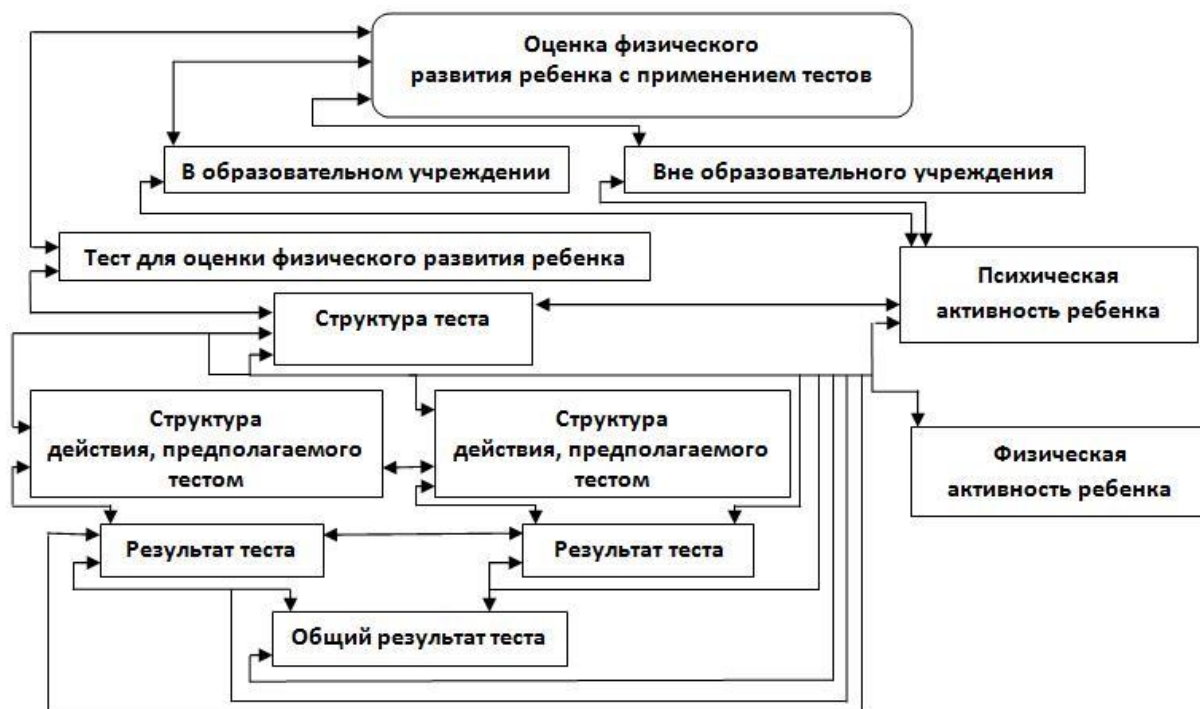 Оценка физического
развития ребенка с применением тестов
В образовательном учреждении
Вне образовательного учреждения
Тест для оценки физического развития ребенка
Психическая
активность ребенка
Структура теста
Структура
действия, предполагаемого
тестом
Структура
действия, предполагаемого
тестом
Физическая
активность ребенка
Результат теста
Результат теста
Общий результат теста